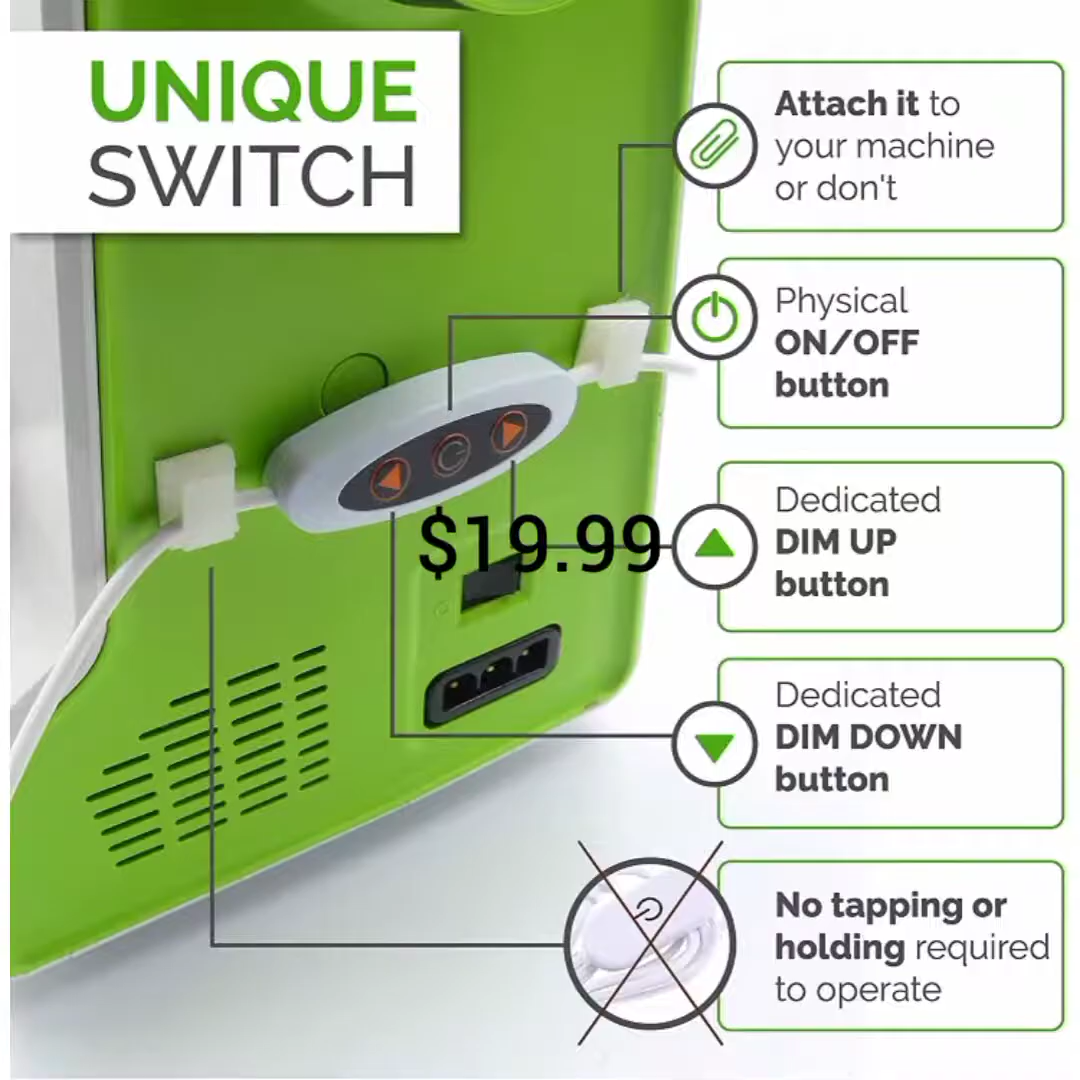 UNIQUE
SWITCH
Attach it to
your machine
or don't
Physical
ON/OFF
button
$19.99
Dedicated
DIM UP
button
Dedicated
DIM DOWN
button
No tapping or
holding required
to operate